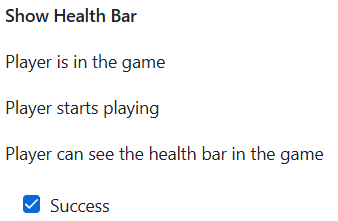 Show Health Bar
Player is in the game
Player starts playing
Player can see the health bar in the game
Success